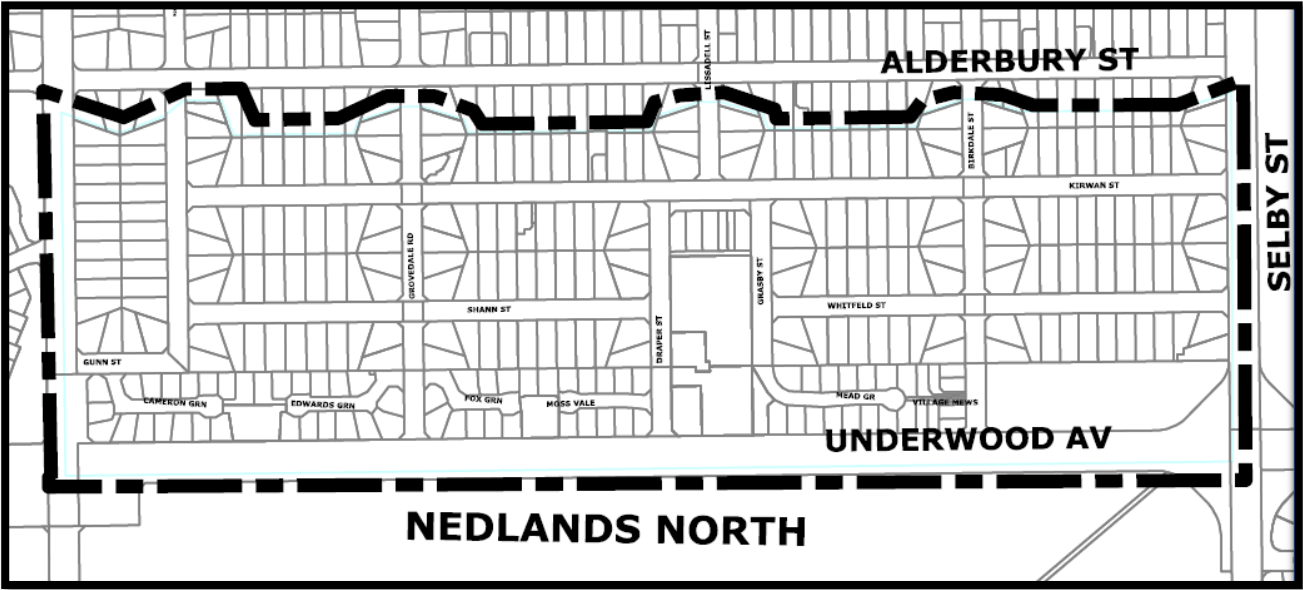 LISSADELL ST
ALDERBURY ST
BIRKDALE ST
KIRWAN ST
SELBY ST
GROVEDALE RD
GRASBY ST
SHANN ST
WHITFELD ST
DRAPER ST
GUNN ST
CAMERON GRN
EDWARDS GRN
FOX GRN
MOSS VALE
MEAD GR
VILLAGE MEWS
UNDERWOOD AV
NEDLANDS NORTH